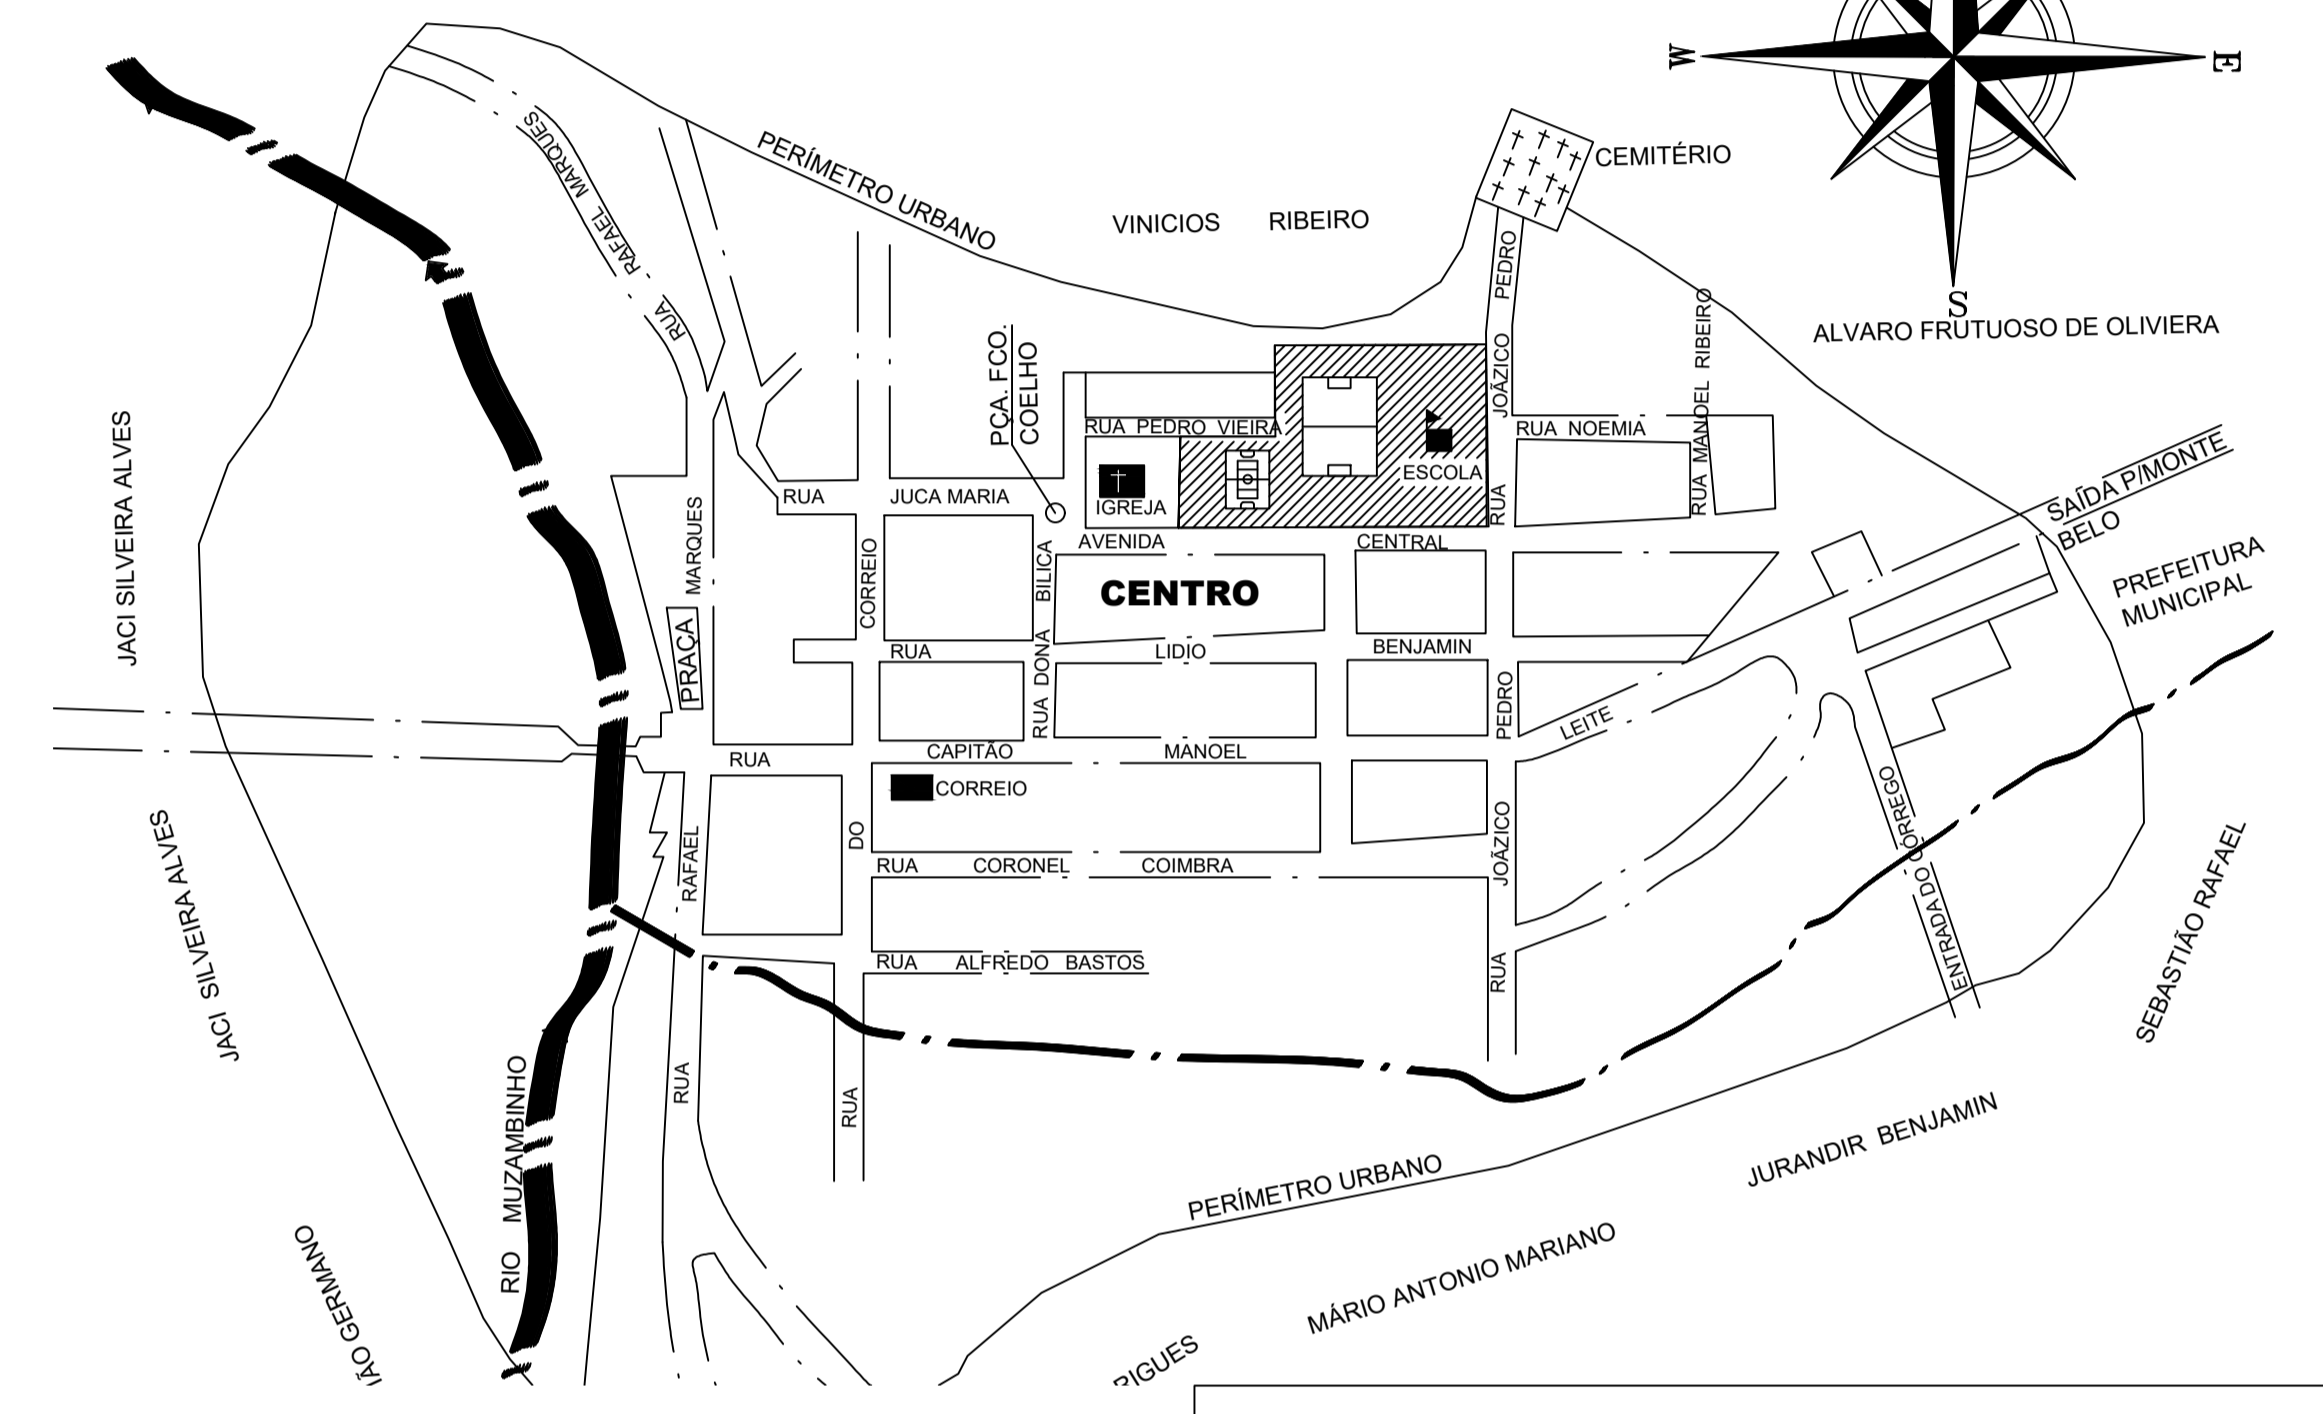 W
E
S
CEMITÉRIO
PERÍMETRO URBANO
VINICIOS RIBEIRO
ALVARO FRUTUOSO DE OLIVIERA
RUA RAFAEL MARQUES
JACI SILVEIRA ALVES
PÇA. FCO.
COELHO
RUA PEDRO VIEIRA
RUA JOÃZICO PEDRO
RUA NOEMIA
RUA MANOEL RIBEIRO
ESCOLA
IGREJA
RUA JUCA MARIA
AVENIDA CENTRAL
CENTRO
SAÍDA P/MONTE
BELO
PREFEITURA
MUNICIPAL
PRAÇA
RUA RAFAEL MARQUES
RUA DO CORREIO
RUA DONA BILICA
RUA LIDIO BENJAMIN
RUA CAPITÃO MANOEL LEITE
CORREIO
RUA CORONEL COIMBRA
RUA ALFREDO BASTOS
RUA JOÃZICO PEDRO
ENTRADA DO CÓRREGO
SEBASTIÃO RAFAEL
JACI SILVEIRA ALVES
RIO MUZAMBINHO
PERÍMETRO URBANO
JURANDIR BENJAMIN
MÁRIO ANTONIO MARIANO
ÃO GERMANO
RIGUES